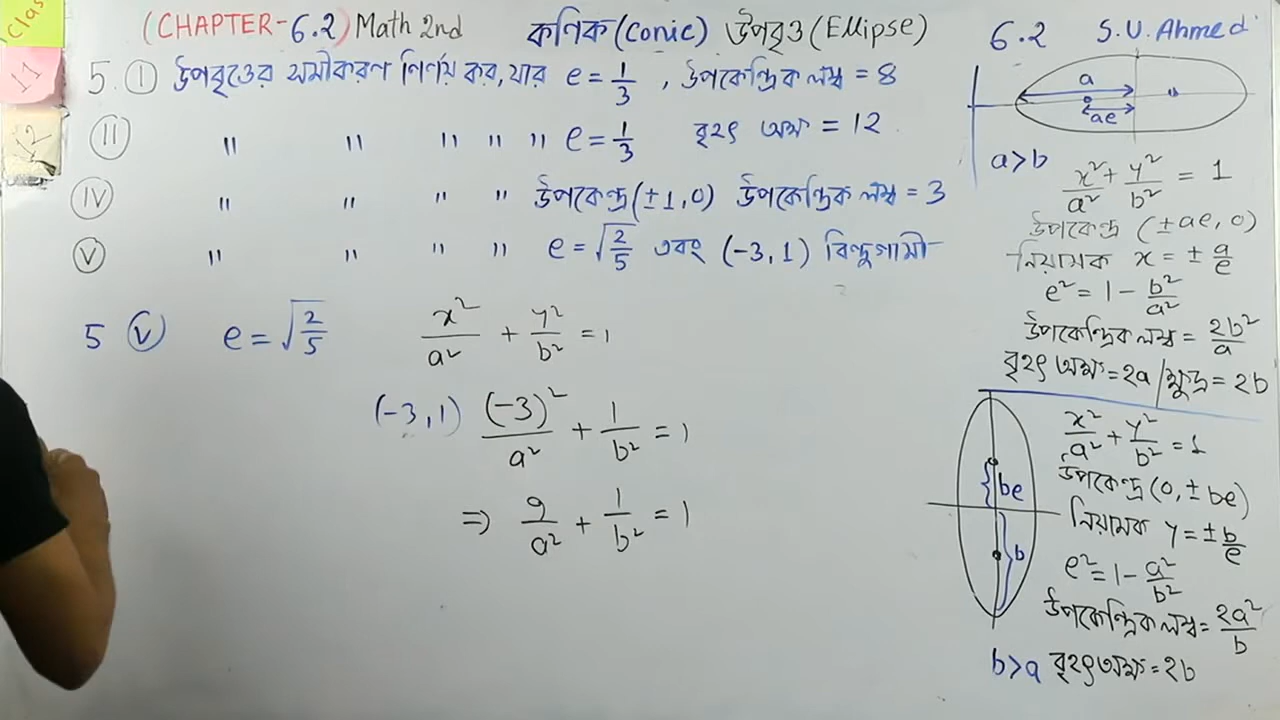 Clas
11
(CHAPTER-6.2) Math 2nd কণিক (Conic) উপবৃত্ত (Ellipse) 6.2 S.U. Ahmed
5. (I) উপবৃত্তের সমীকরণ নির্ণয় কর, যার e = 1/3, উপকেন্দ্রিক লম্ব = 8
(II) " " " " " e = 1/3 বৃহৎ অক্ষ = 12
(IV) " " " " উপকেন্দ্র (±1, 0) উপকেন্দ্রিক লম্ব = 3
(V) " " " " e = √(2/5) এবং (-3, 1) বিন্দুগামী
5 (V) e = √(2/5) x²/a² + y²/b² = 1
(-3, 1) (-3)²/a² + 1/b² = 1
⇒ 9/a² + 1/b² = 1
a
ae
a>b
x²/a² + y²/b² = 1
উপকেন্দ্র (±ae, 0)
নিয়ামক x = ± a/e
e² = 1 - b²/a²
উপকেন্দ্রিক লম্ব = 2b²/a
বৃহৎ অক্ষ = 2a / ক্ষুদ্র = 2b
be
b
x²/a² + y²/b² = 1
উপকেন্দ্র (0, ± be)
নিয়ামক y = ± b/e
e² = 1 - a²/b²
উপকেন্দ্রিক লম্ব = 2a²/b
b>a বৃহৎ অক্ষ = 2b